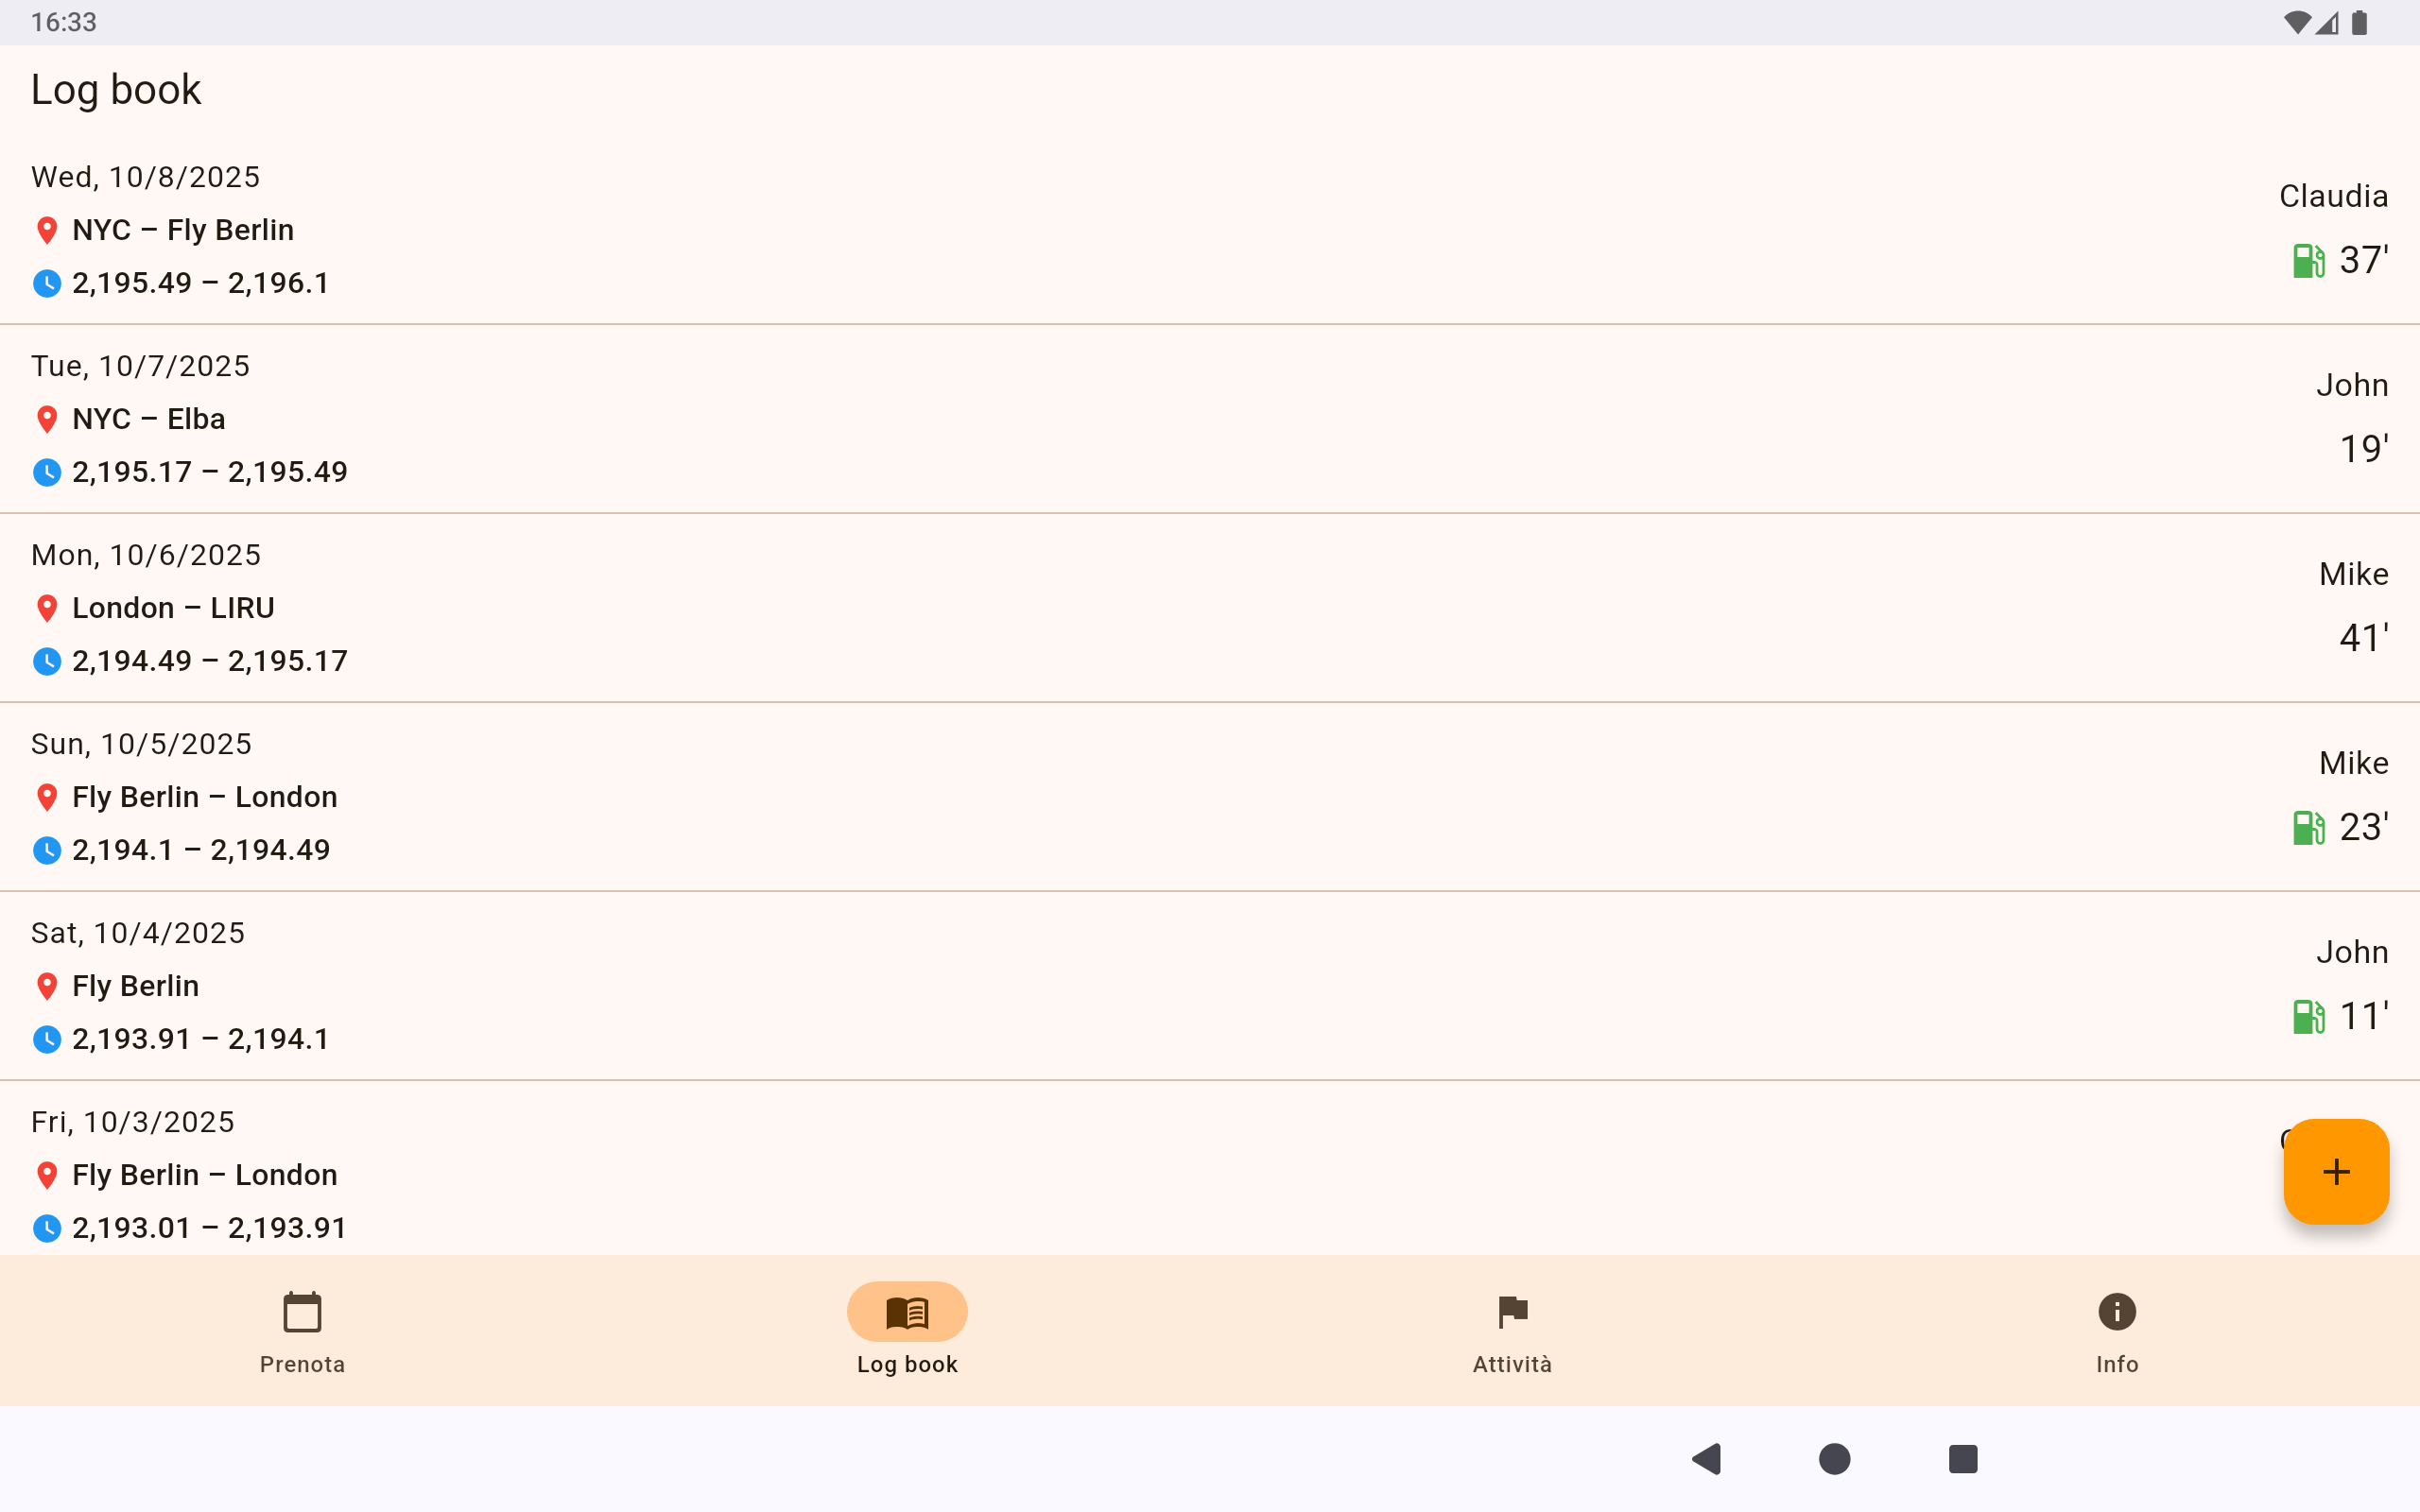 16:33
Log book
Wed, 10/8/2025
NYC – Fly Berlin
2,195.49 – 2,196.1
Claudia
37'
Tue, 10/7/2025
NYC – Elba
2,195.17 – 2,195.49
John
19'
Mon, 10/6/2025
London – LIRU
2,194.49 – 2,195.17
Mike
41'
Sun, 10/5/2025
Fly Berlin – London
2,194.1 – 2,194.49
Mike
23'
Sat, 10/4/2025
Fly Berlin
2,193.91 – 2,194.1
John
11'
Fri, 10/3/2025
Fly Berlin – London
2,193.01 – 2,193.91
Prenota
Log book
Attività
Info